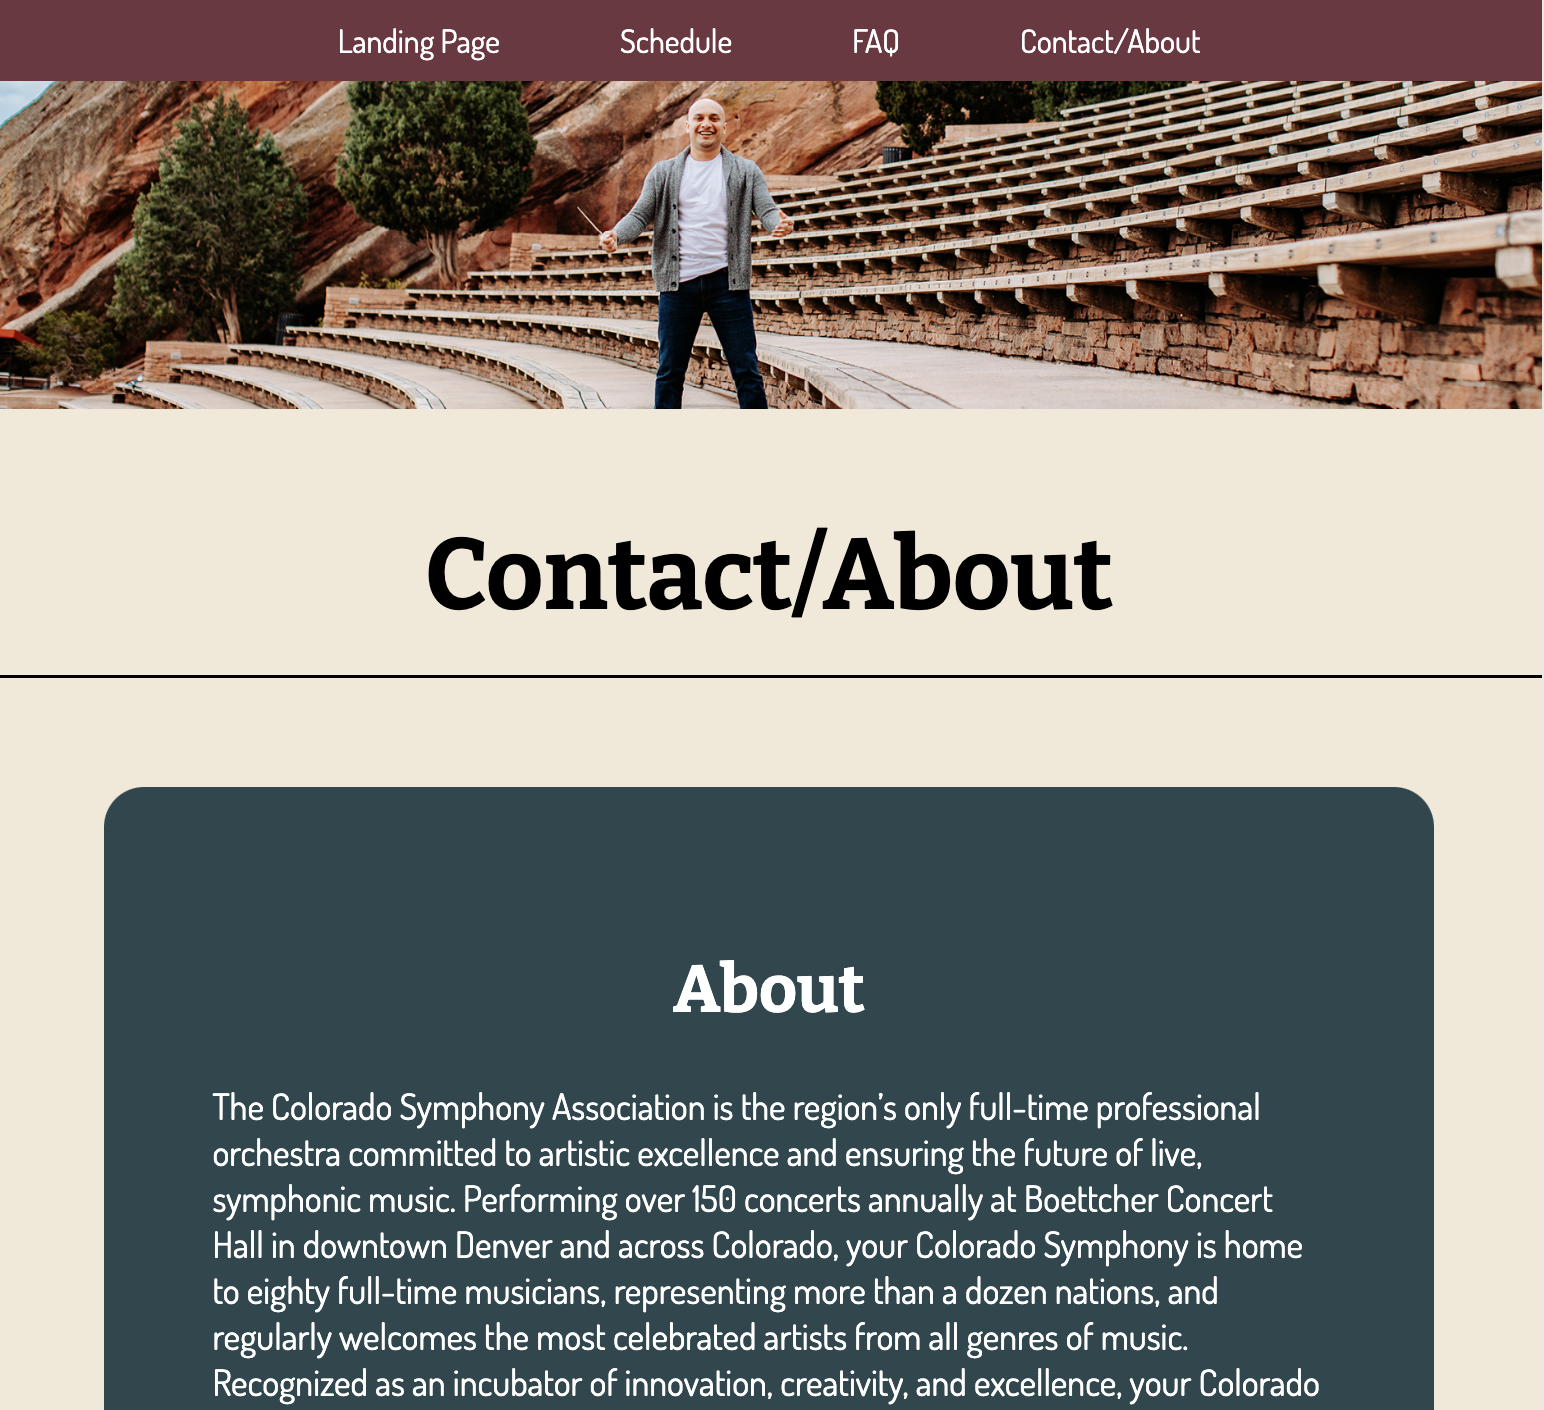 Landing Page Schedule FAQ Contact/About
Contact/About
About
The Colorado Symphony Association is the region’s only full-time professional
orchestra committed to artistic excellence and ensuring the future of live,
symphonic music. Performing over 150 concerts annually at Boettcher Concert
Hall in downtown Denver and across Colorado, your Colorado Symphony is home
to eighty full-time musicians, representing more than a dozen nations, and
regularly welcomes the most celebrated artists from all genres of music.
Recognized as an incubator of innovation, creativity, and excellence, your Colorado